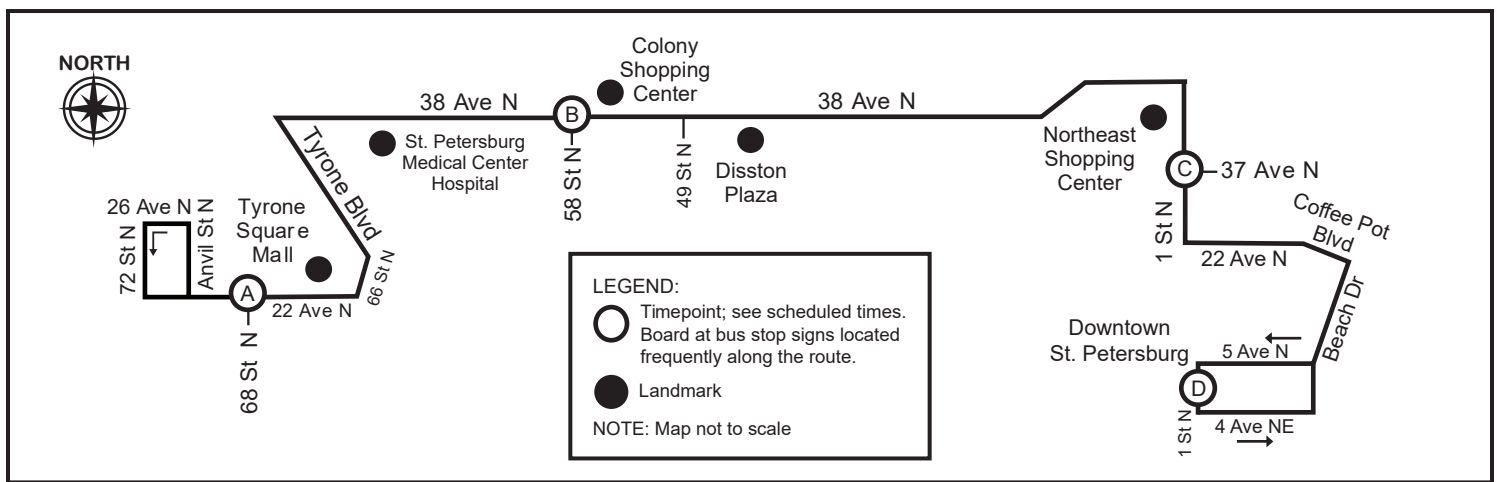 NORTH
Colony
Shopping
Center
38 Ave N
B
38 Ave N
Tyrone Blvd
St. Petersburg
Medical Center
Hospital
58 St N
49 St N
Disston
Plaza
Northeast
Shopping
Center
C
37 Ave N
26 Ave N
72 St N
Anvil St N
Tyrone
Square
Mall
66 St N
A
22 Ave N
68 St N
1 St N
22 Ave N
Coffee Pot
Blvd
Beach Dr
Downtown
St. Petersburg
5 Ave N
D
1 St N
4 Ave NE
LEGEND:
Timepoint; see scheduled times.
Board at bus stop signs located
frequently along the route.
Landmark
NOTE: Map not to scale